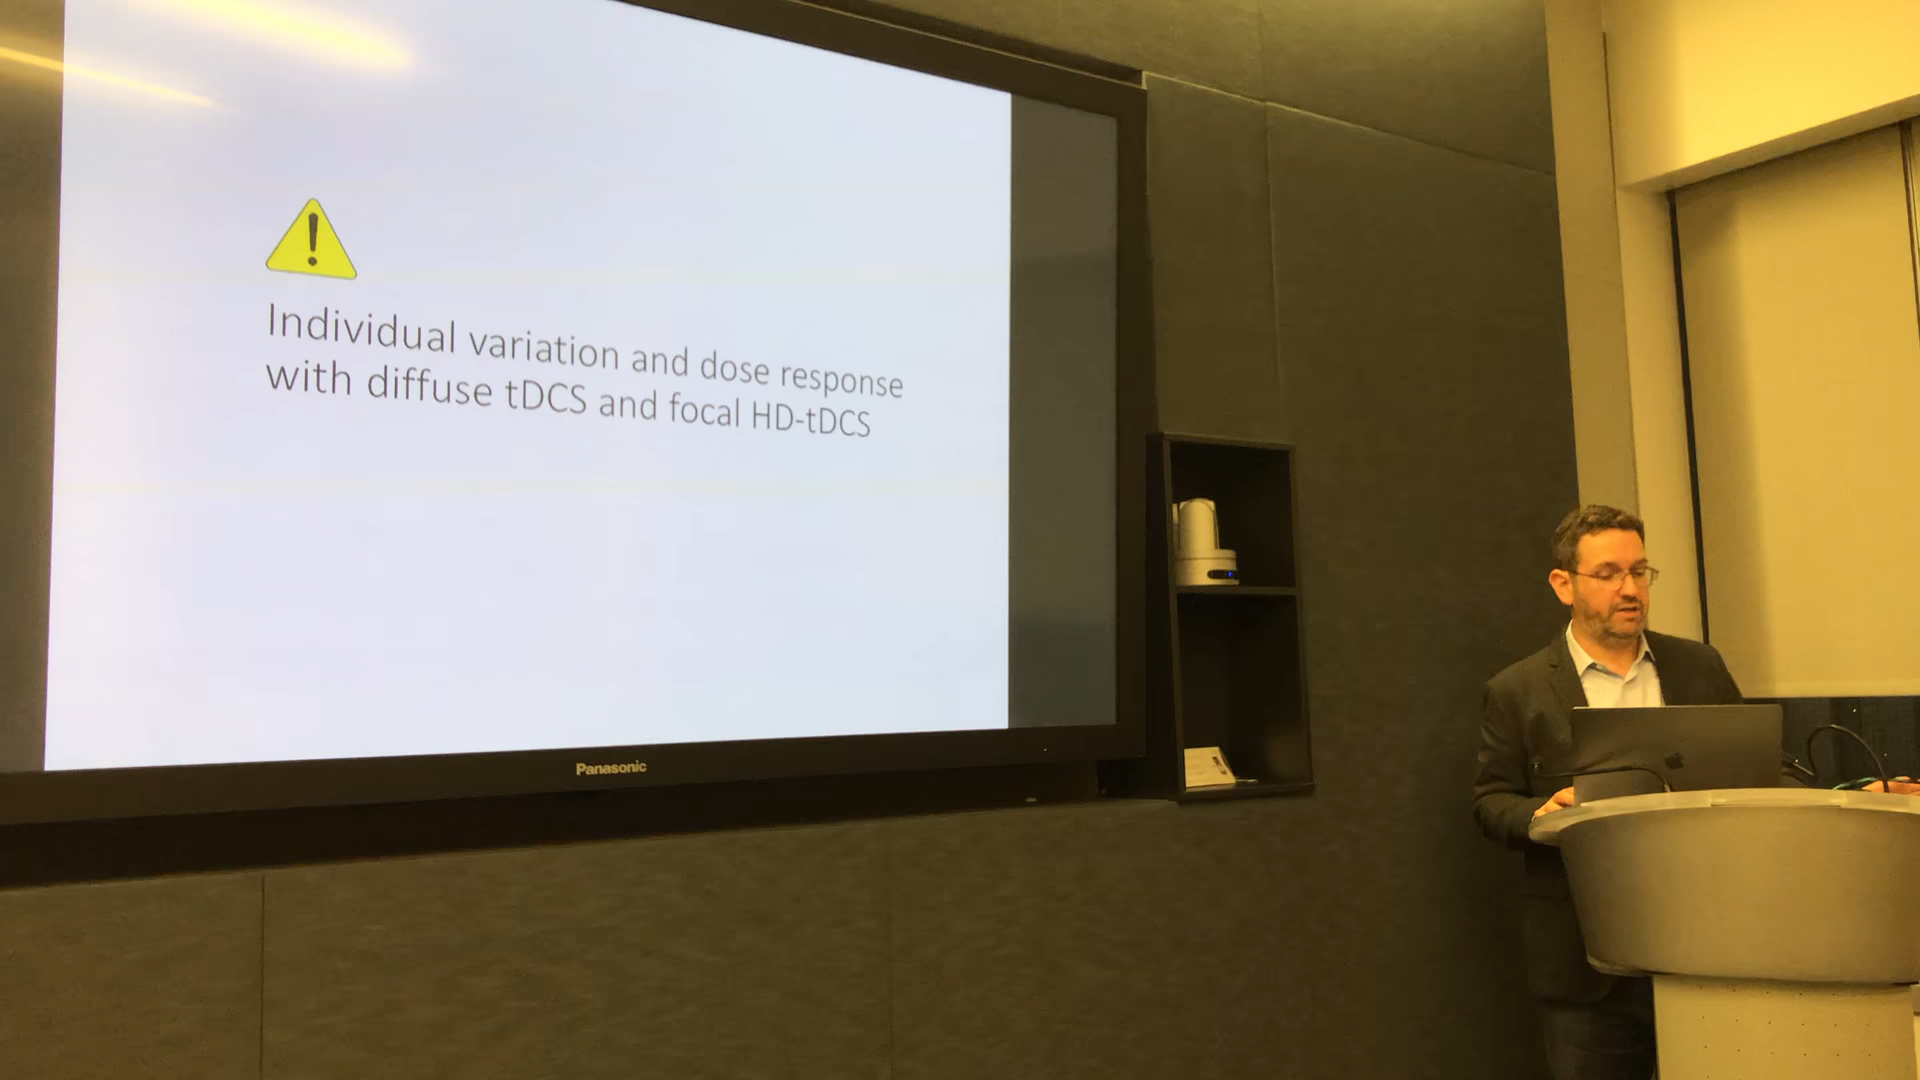 Individual variation and dose response
with diffuse tDCS and focal HD-tDCS
Panasonic